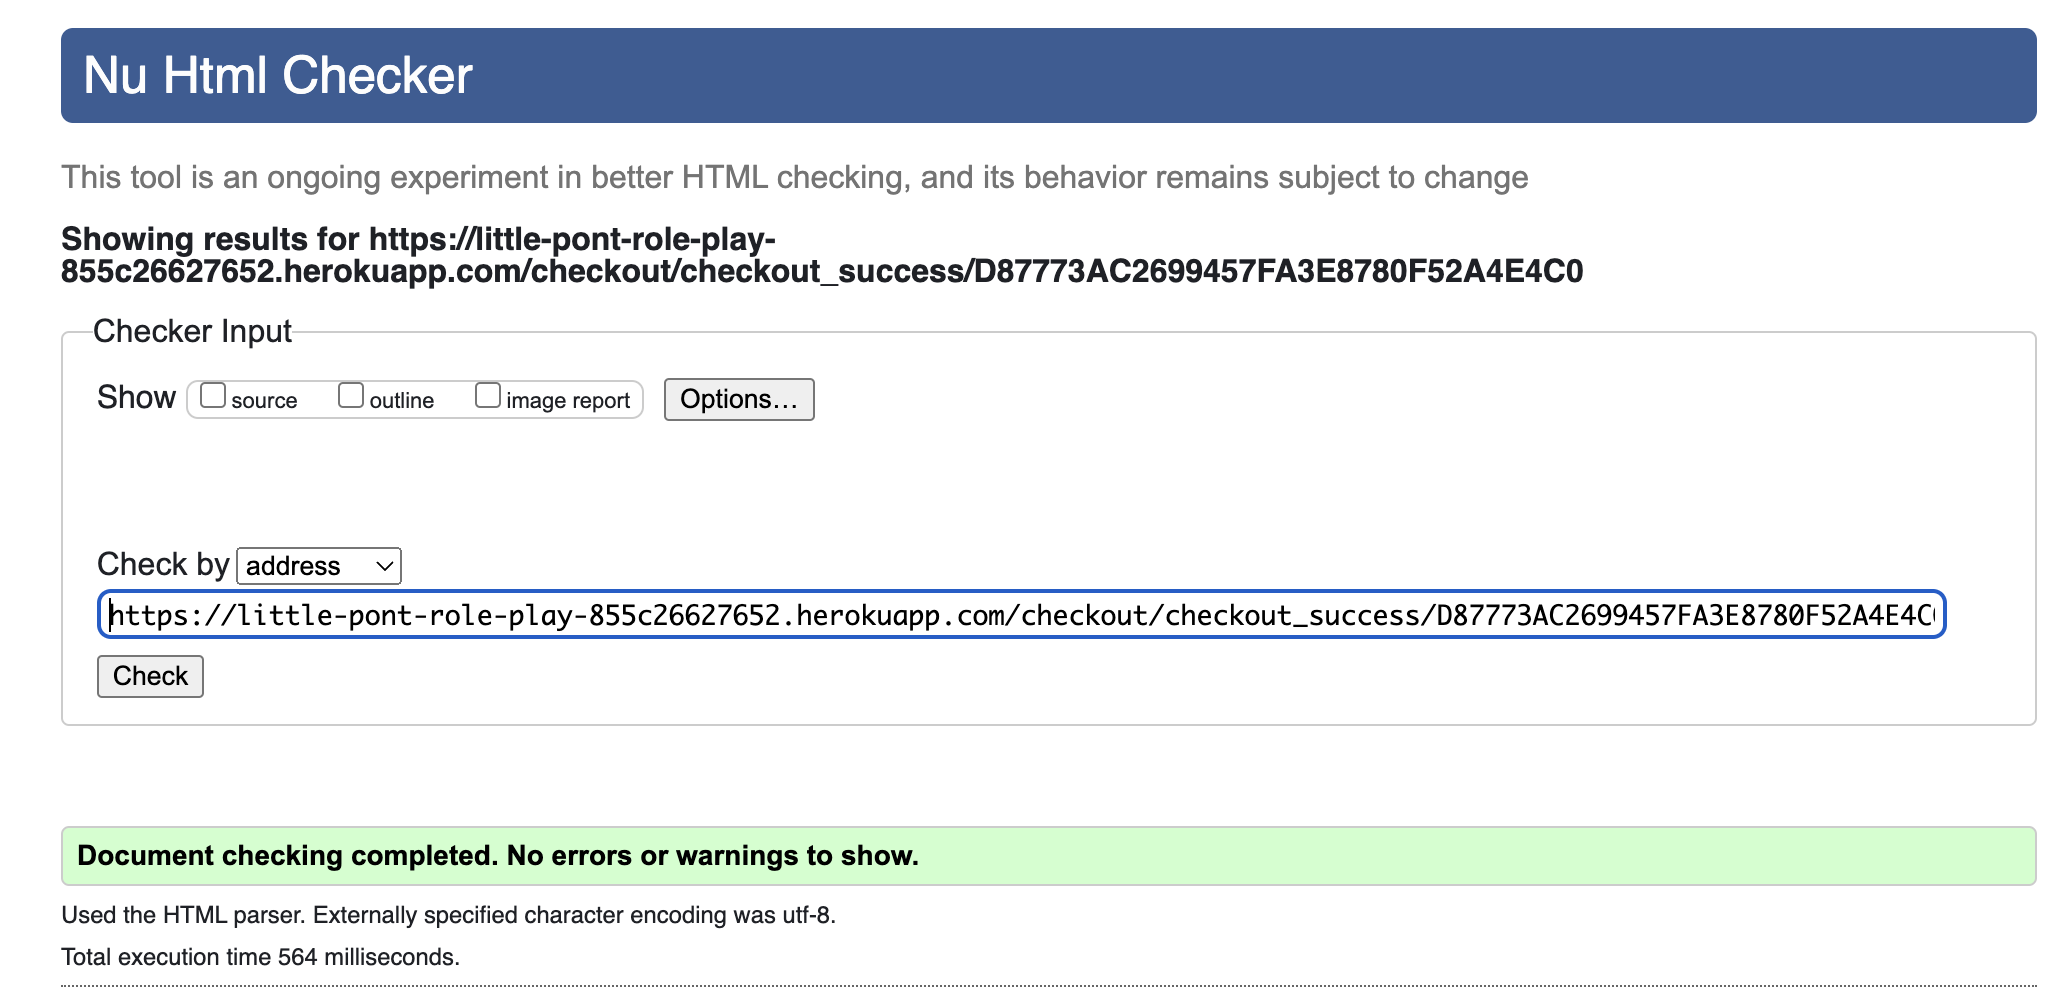 Nu Html Checker
This tool is an ongoing experiment in better HTML checking, and its behavior remains subject to change
Showing results for https://little-pont-role-play-
855c26627652.herokuapp.com/checkout/checkout_success/D87773AC2699457FA3E8780F52A4E4C0
Checker Input
Show source outline image report Options...
Check by address
https://little-pont-role-play-855c26627652.herokuapp.com/checkout/checkout_success/D87773AC2699457FA3E8780F52A4E4C
Check
Document checking completed. No errors or warnings to show.
Used the HTML parser. Externally specified character encoding was utf-8.
Total execution time 564 milliseconds.